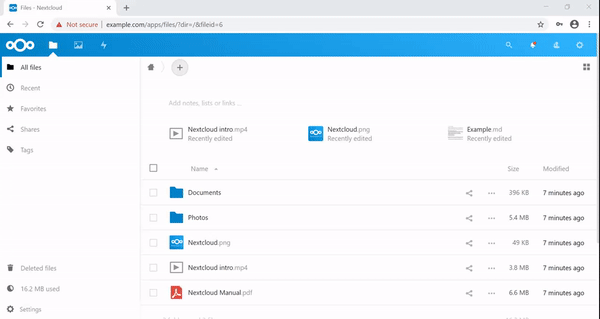 Files - Nextcloud
Not secure | example.com/apps/files/?dir=/&fileid=6
All files
Recent
Favorites
Shares
Tags
Deleted files
16.2 MB used
Settings
Add notes, lists or links ...
Nextcloud intro.mp4
Recently edited
Nextcloud.png
Recently edited
Example.md
Recently edited
Name Size Modified
Documents 396 KB 7 minutes ago
Photos 5.4 MB 7 minutes ago
Nextcloud.png 49 KB 7 minutes ago
Nextcloud intro.mp4 3.8 MB 7 minutes ago
Nextcloud Manual.pdf 6.6 MB 7 minutes ago